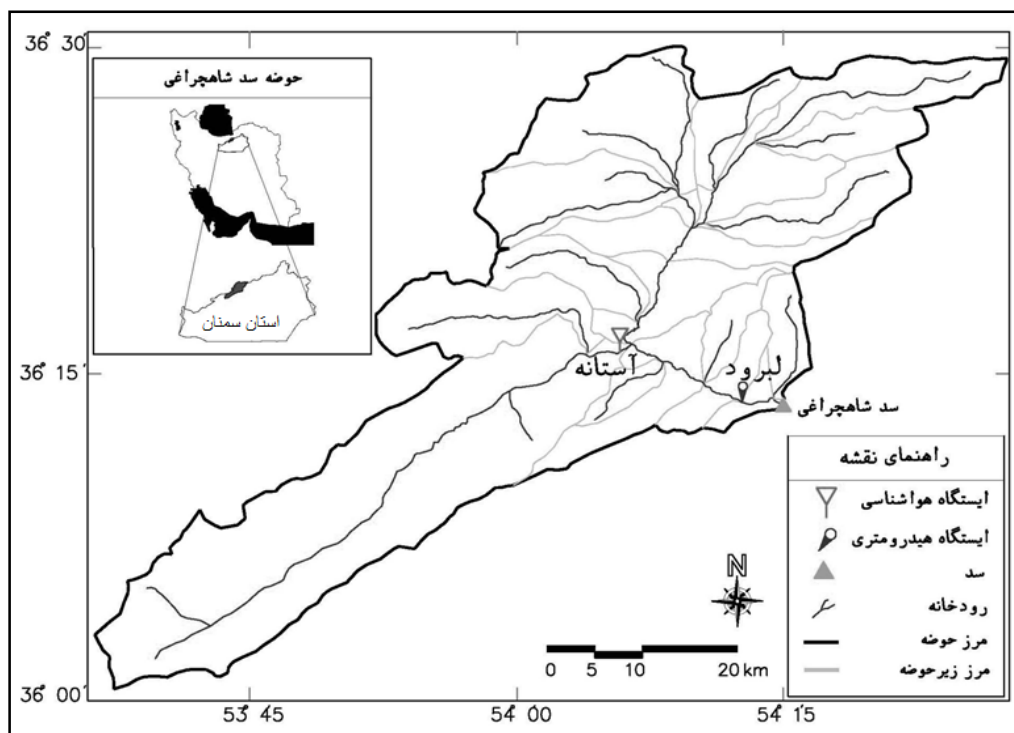 36° 30'
حوضه سد شاهچراغی
استان سمنان
36° 15'
آستانه
لبرود
سد شاهچراغی
راهنمای نقشه
ایستگاه هواشناسی
ایستگاه هیدرومتری
سد
رودخانه
مرز حوضه
مرز زیرحوضه
N
0 5 10 20 km
36° 00'
53° 45'
54° 00'
54° 15'